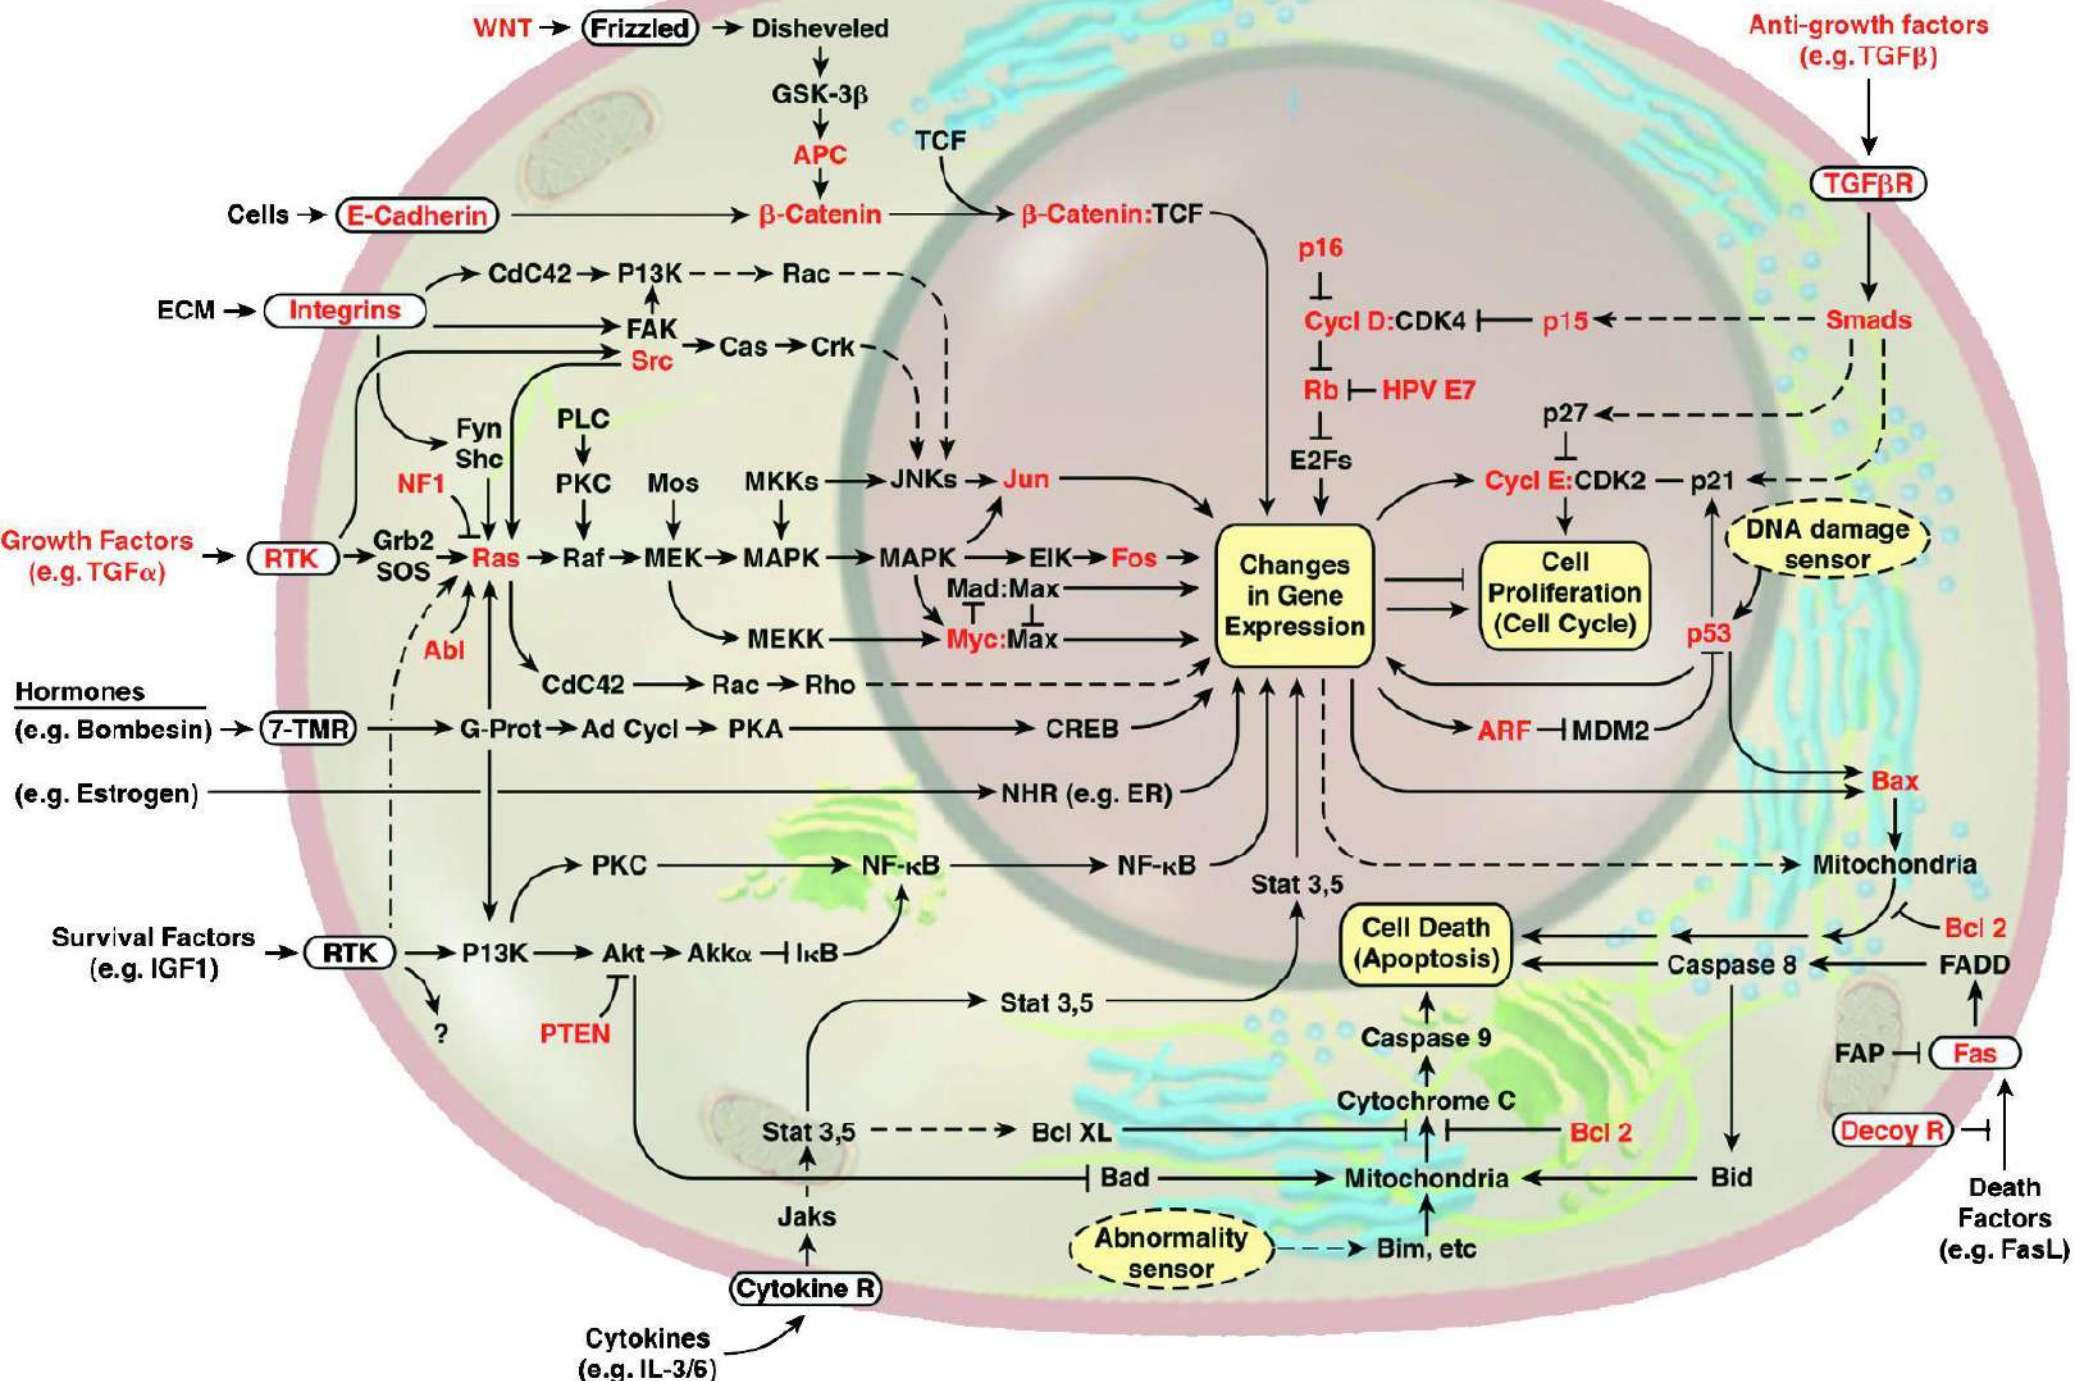 WNT
Frizzled
Disheveled
Anti-growth factors
(e.g. TGFβ)
GSK-3β
APC
TCF
TGFβR
Cells
E-Cadherin
β-Catenin
β-Catenin:TCF
p16
CdC42
P13K
Rac
ECM
Integrins
FAK
Src
Cas
Crk
Cycl D:CDK4
p15
Smads
Rb
HPV E7
p27
PLC
Fyn
Shc
E2Fs
NF1
PKC
Mos
MKKs
JNKs
Jun
Cycl E:CDK2
p21
DNA damage
sensor
Growth Factors
(e.g. TGFα)
RTK
Grb2
SOS
Ras
Raf
MEK
MAPK
MAPK
ElK
Fos
Changes
in Gene
Expression
Cell
Proliferation
(Cell Cycle)
Mad:Max
MEKK
Myc:Max
p53
Abl
CdC42
Rac
Rho
Hormones
(e.g. Bombesin)
7-TMR
G-Prot
Ad Cycl
PKA
CREB
ARF
MDM2
Bax
(e.g. Estrogen)
NHR (e.g. ER)
PKC
NF-κB
NF-κB
Mitochondria
Stat 3,5
Cell Death
(Apoptosis)
Bcl 2
Survival Factors
(e.g. IGF1)
RTK
P13K
Akt
Akkα
IκB
Caspase 8
FADD
?
PTEN
Stat 3,5
Caspase 9
FAP
Fas
Cytochrome C
Stat 3,5
Bcl XL
Bcl 2
Decoy R
Bad
Mitochondria
Bid
Death
Factors
(e.g. FasL)
Jaks
Abnormality
sensor
Bim, etc
Cytokine R
Cytokines
(e.g. IL-3/6)